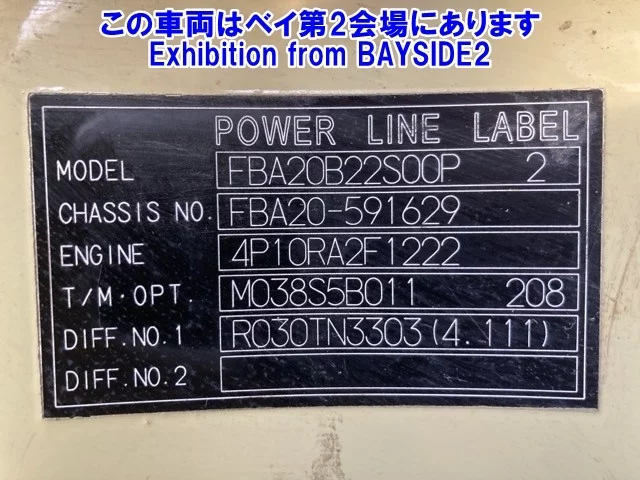 この車両はベイ第2会場にあります
Exhibition from BAYSIDE2
POWER LINE LABEL
MODEL FBA20B22S00P 2
CHASSIS NO. FBA20-591629
ENGINE 4P10RA2F1222
T/M・OPT. M038S5B011 208
DIFF.NO.1 R030TN3303(4.111)
DIFF.NO.2